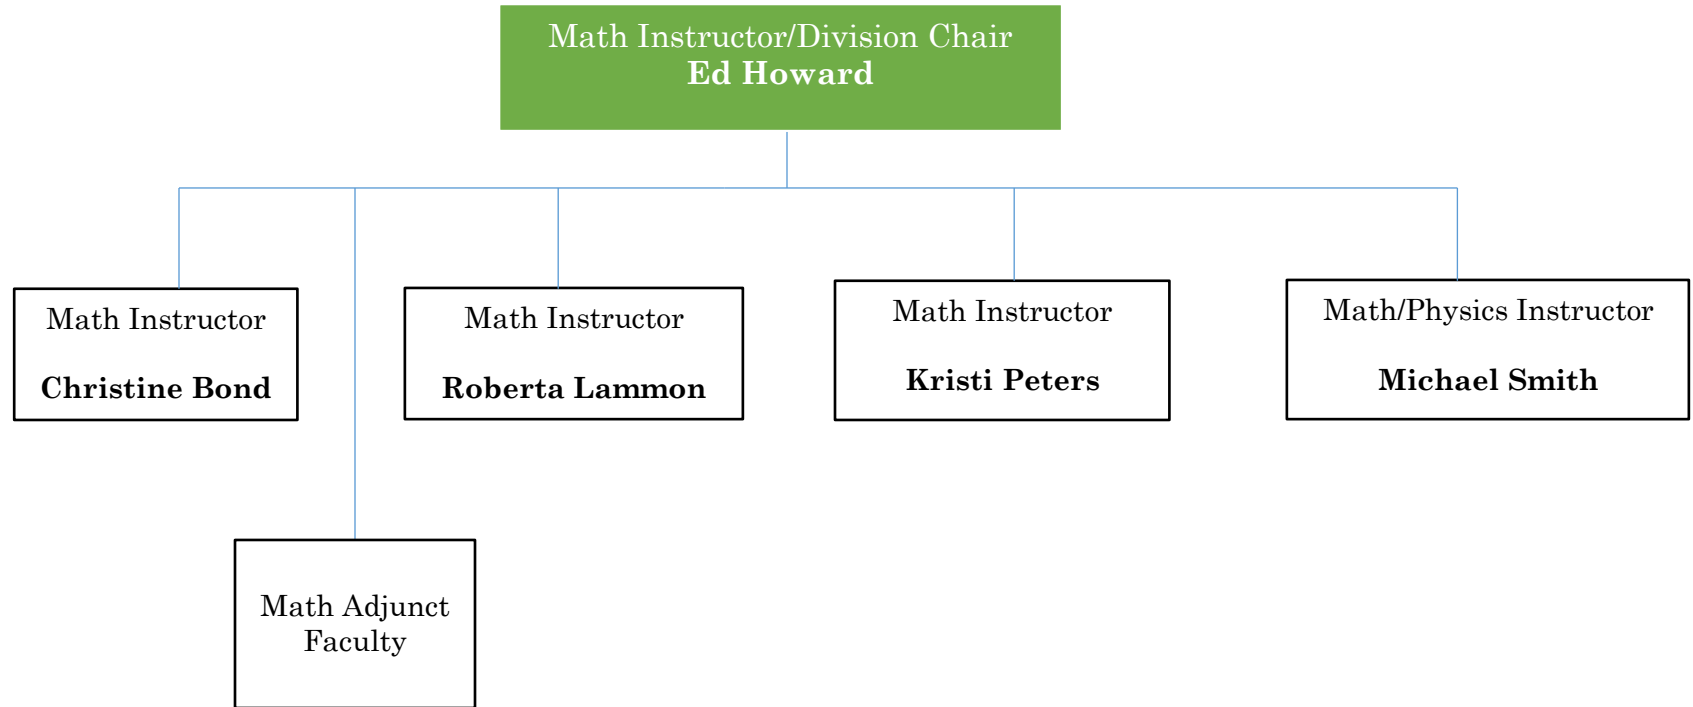 Math Instructor/Division Chair
Ed Howard
Math Instructor
Christine Bond
Math Instructor
Roberta Lammon
Math Instructor
Kristi Peters
Math/Physics Instructor
Michael Smith
Math Adjunct
Faculty